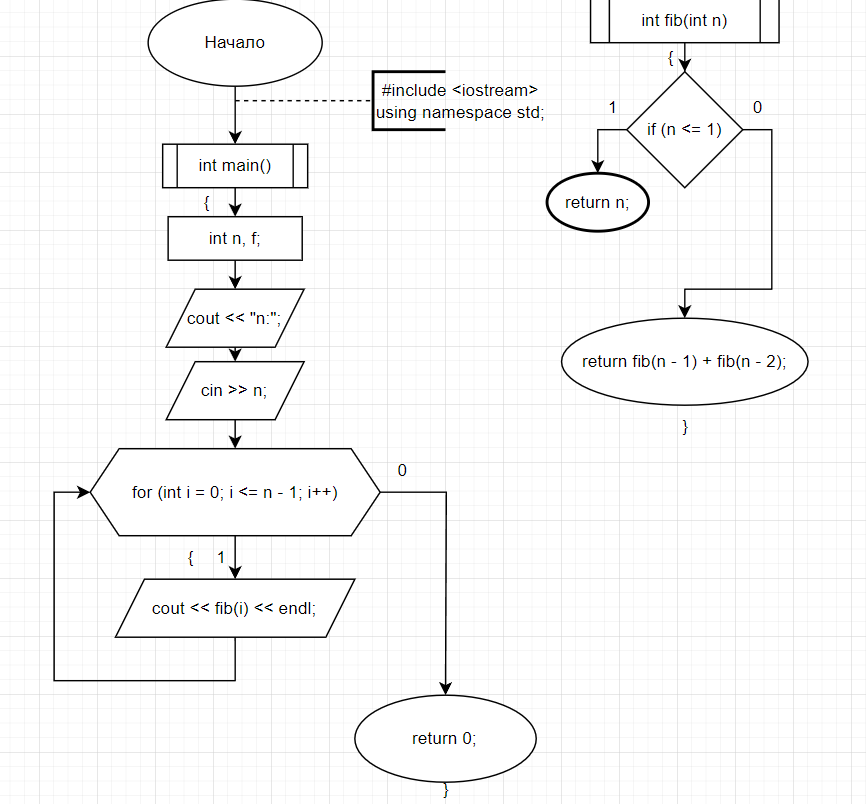 Начало
#include <iostream>
using namespace std;
int main()
{
int n, f;
cout << "n:";
cin >> n;
for (int i = 0; i <= n - 1; i++)
0
{
1
cout << fib(i) << endl;
return 0;
}
int fib(int n)
{
if (n <= 1)
1
0
return n;
return fib(n - 1) + fib(n - 2);
}